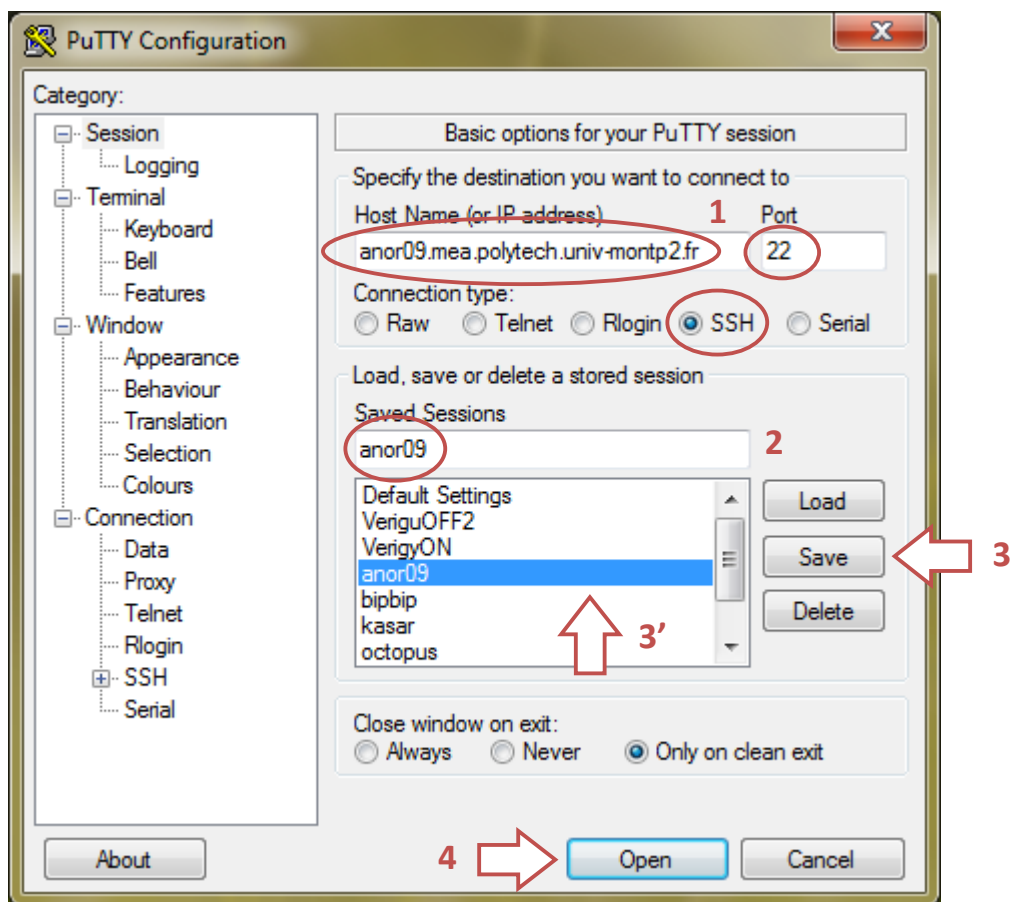 PuTTY Configuration
x
Category:
Session
Logging
Terminal
Keyboard
Bell
Features
Window
Appearance
Behaviour
Translation
Selection
Colours
Connection
Data
Proxy
Telnet
Rlogin
SSH
Serial
Basic options for your PuTTY session
Specify the destination you want to connect to
Host Name (or IP address) 1 Port
anor09.mea.polytech.univ-montp2.fr 22
Connection type:
Raw Telnet Rlogin SSH Serial
Load, save or delete a stored session
Saved Sessions
anor09 2
Default Settings
VeriguOFF2
VerigyON
anor09
bipbip
kasar
octopus
Load
Save 3
Delete
3’
Close window on exit:
Always Never Only on clean exit
About 4 Open Cancel